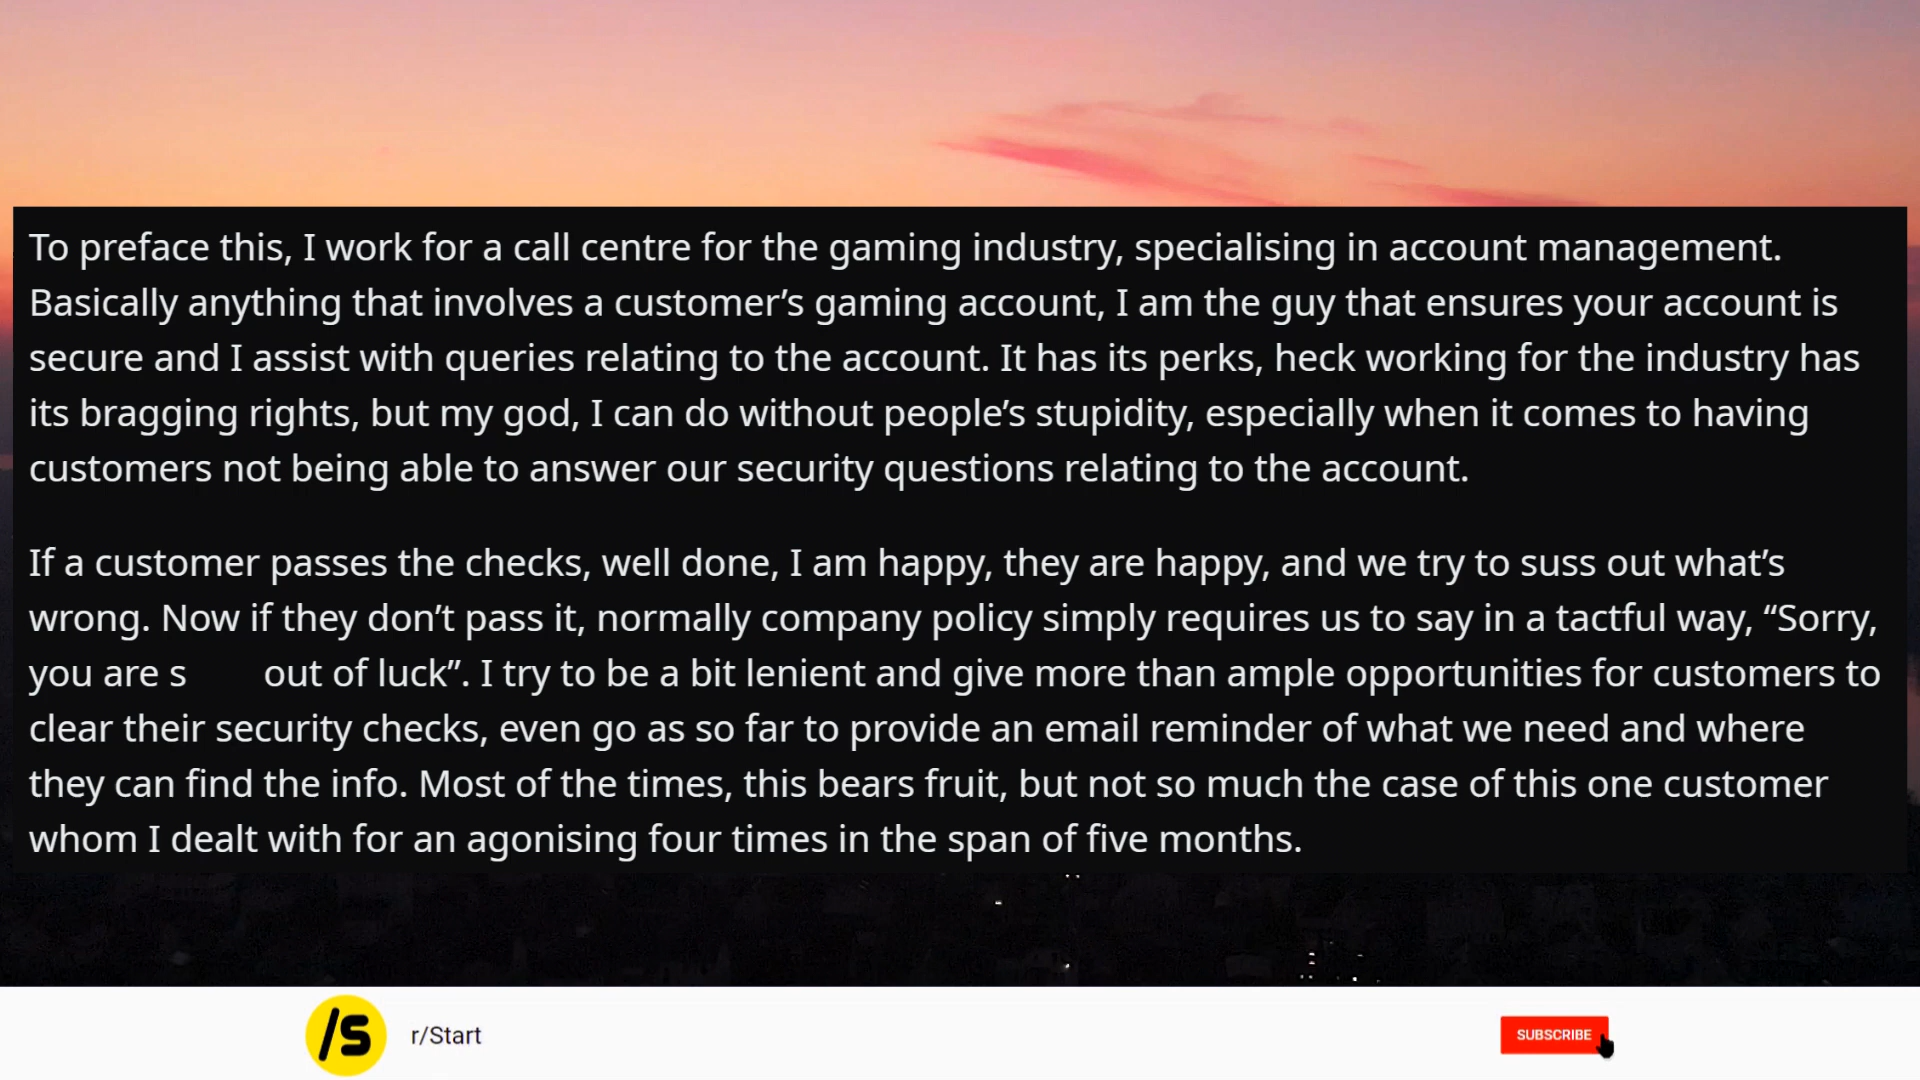 To preface this, I work for a call centre for the gaming industry, specialising in account management.
Basically anything that involves a customer’s gaming account, I am the guy that ensures your account is
secure and I assist with queries relating to the account. It has its perks, heck working for the industry has
its bragging rights, but my god, I can do without people’s stupidity, especially when it comes to having
customers not being able to answer our security questions relating to the account.
If a customer passes the checks, well done, I am happy, they are happy, and we try to suss out what’s
wrong. Now if they don’t pass it, normally company policy simply requires us to say in a tactful way, “Sorry,
you are s out of luck”. I try to be a bit lenient and give more than ample opportunities for customers to
clear their security checks, even go as so far to provide an email reminder of what we need and where
they can find the info. Most of the times, this bears fruit, but not so much the case of this one customer
whom I dealt with for an agonising four times in the span of five months.
/S
r/Start
SUBSCRIBE